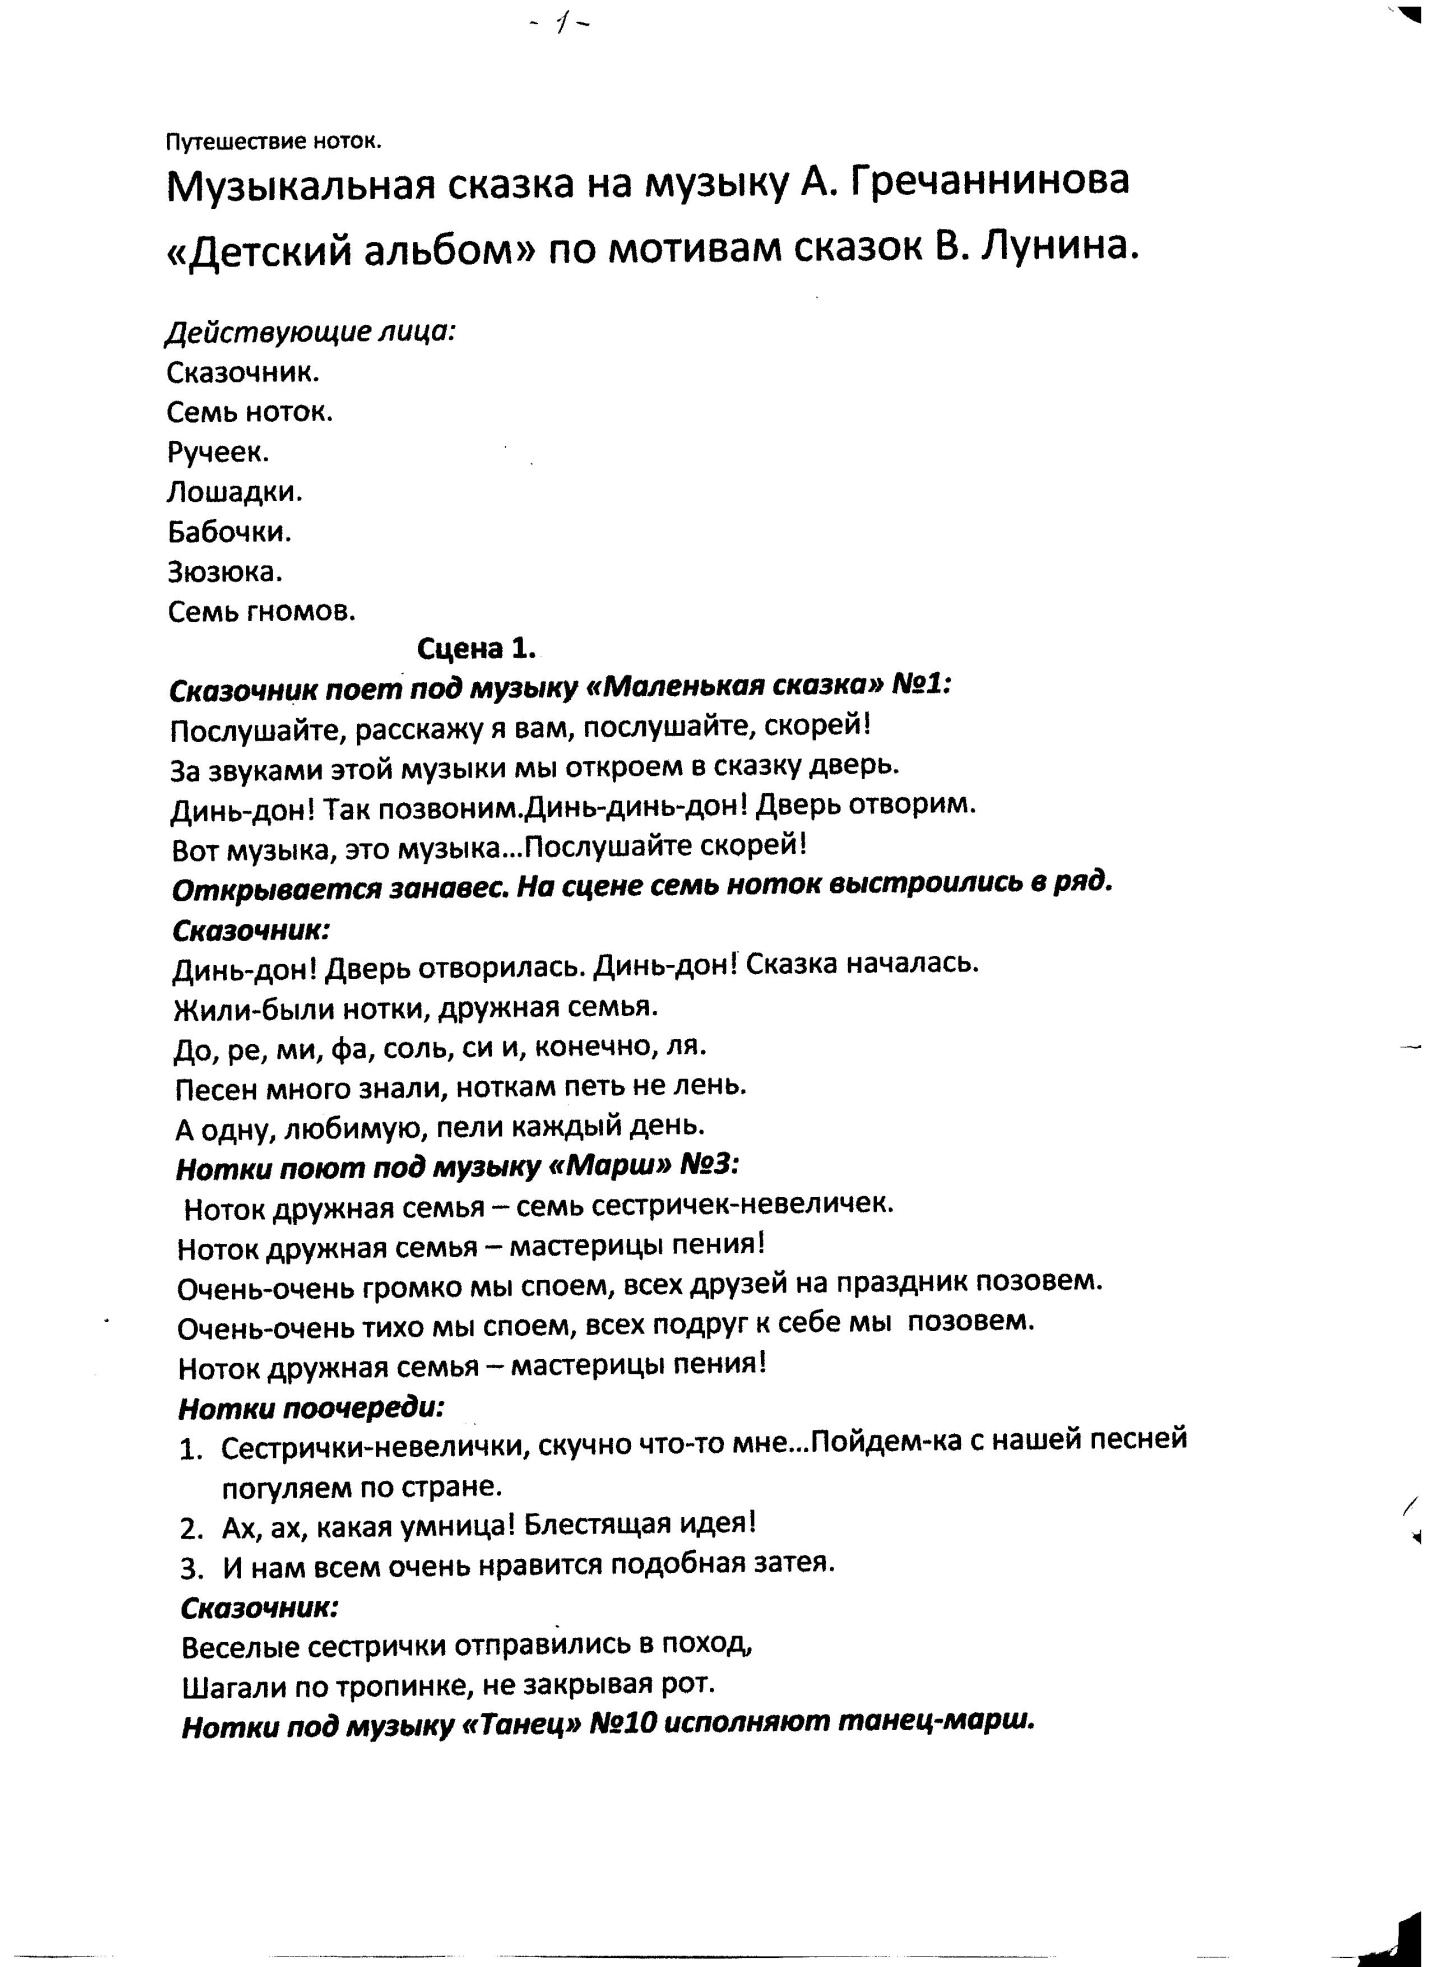 - 1 -
Путешествие ноток.
Музыкальная сказка на музыку А. Гречаннинова
«Детский альбом» по мотивам сказок В. Лунина.
Действующие лица:
Сказочник.
Семь ноток.
Ручеек.
Лошадки.
Бабочки.
Зюзюка.
Семь гномов.
Сцена 1.
Сказочник поет под музыку «Маленькая сказка» №1:
Послушайте, расскажу я вам, послушайте, скорей!
За звуками этой музыки мы откроем в сказку дверь.
Динь-дон! Так позвоним.Динь-динь-дон! Дверь отворим.
Вот музыка, это музыка...Послушайте скорей!
Открывается занавес. На сцене семь ноток выстроились в ряд.
Сказочник:
Динь-дон! Дверь отворилась. Динь-дон! Сказка началась.
Жили-были нотки, дружная семья.
До, ре, ми, фа, соль, си и, конечно, ля.
Песен много знали, ноткам петь не лень.
А одну, любимую, пели каждый день.
Нотки поют под музыку «Марш» №3:
Ноток дружная семья – семь сестричек-невеличек.
Ноток дружная семья – мастерицы пения!
Очень-очень громко мы споем, всех друзей на праздник позовем.
Очень-очень тихо мы споем, всех подруг к себе мы  позовем.
Ноток дружная семья – мастерицы пения!
Нотки поочереди:
1. Сестрички-невелички, скучно что-то мне...Пойдем-ка с нашей песней
погуляем по стране.
2. Ах, ах, какая умница! Блестящая идея!
3. И нам всем очень нравится подобная затея.
Сказочник:
Веселые сестрички отправились в поход,
Шагали по тропинке, не закрывая рот.
Нотки под музыку «Танец» №10 исполняют танец-марш.